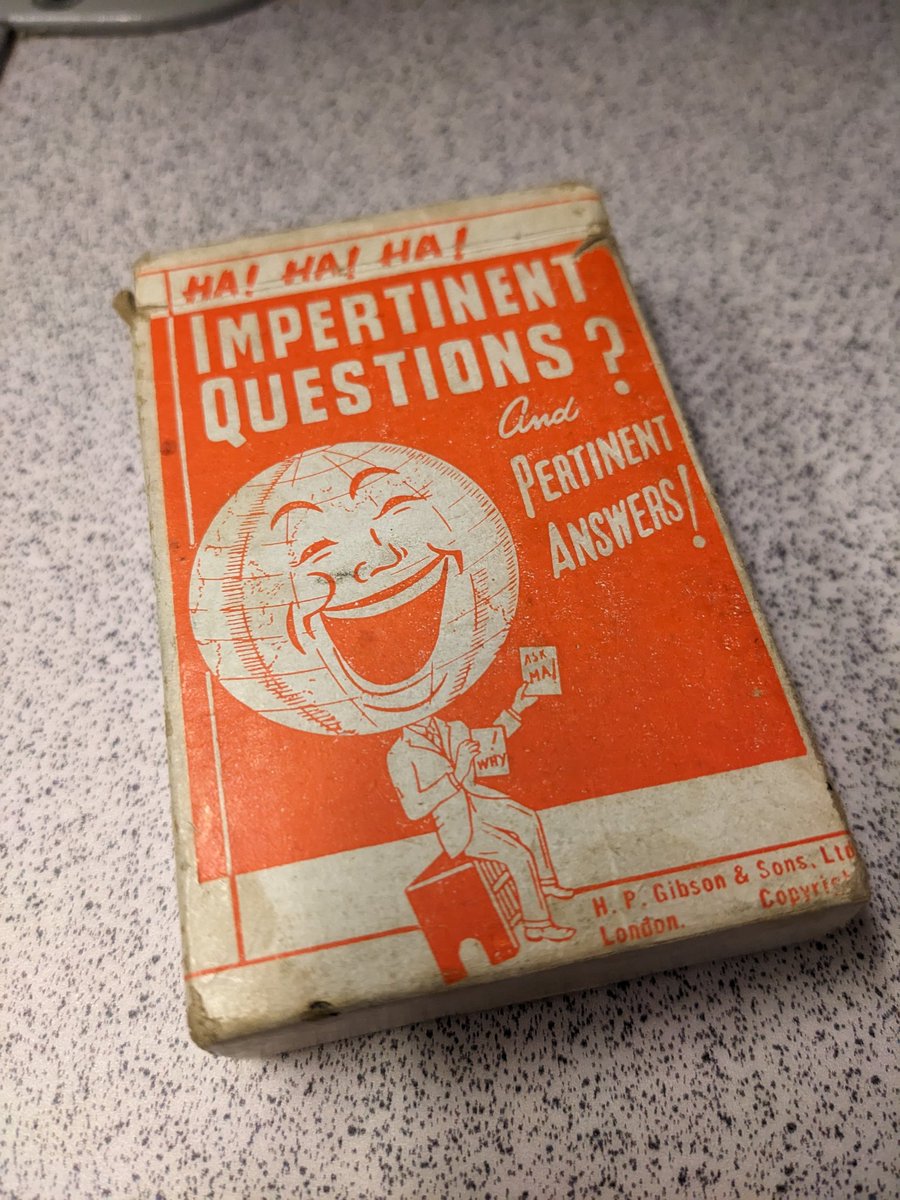 HA! HA! HA!
IMPERTINENT
QUESTIONS?
And
PERTINENT
ANSWERS!
ASK
MA!
WHY
H. P. Gibson & Sons, Ltd
London.